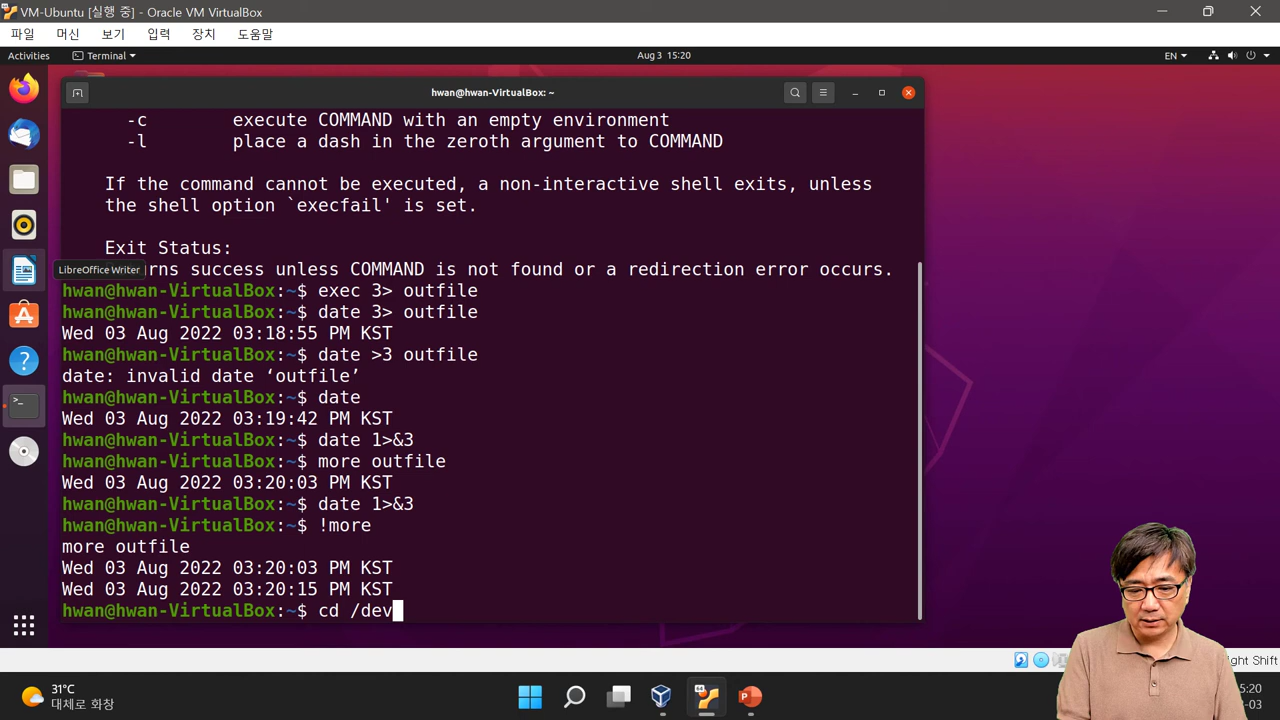 VM-Ubuntu [실행 중] - Oracle VM VirtualBox
파일 머신 보기 입력 장치 도움말
Activities Terminal Aug 3 15:20 EN
hwan@hwan-VirtualBox: ~
-c execute COMMAND with an empty environment
-l place a dash in the zeroth argument to COMMAND
If the command cannot be executed, a non-interactive shell exits, unless
the shell option `execfail' is set.
Exit Status:
LibreOffice Writer
rns success unless COMMAND is not found or a redirection error occurs.
hwan@hwan-VirtualBox:~$ exec 3> outfile
hwan@hwan-VirtualBox:~$ date 3> outfile
Wed 03 Aug 2022 03:18:55 PM KST
hwan@hwan-VirtualBox:~$ date >3 outfile
date: invalid date ‘outfile’
hwan@hwan-VirtualBox:~$ date
Wed 03 Aug 2022 03:19:42 PM KST
hwan@hwan-VirtualBox:~$ date 1>&3
hwan@hwan-VirtualBox:~$ more outfile
Wed 03 Aug 2022 03:20:03 PM KST
hwan@hwan-VirtualBox:~$ date 1>&3
hwan@hwan-VirtualBox:~$ !more
more outfile
Wed 03 Aug 2022 03:20:03 PM KST
Wed 03 Aug 2022 03:20:15 PM KST
hwan@hwan-VirtualBox:~$ cd /dev
ight Shift
31°C
대체로 화창
15:20
-03